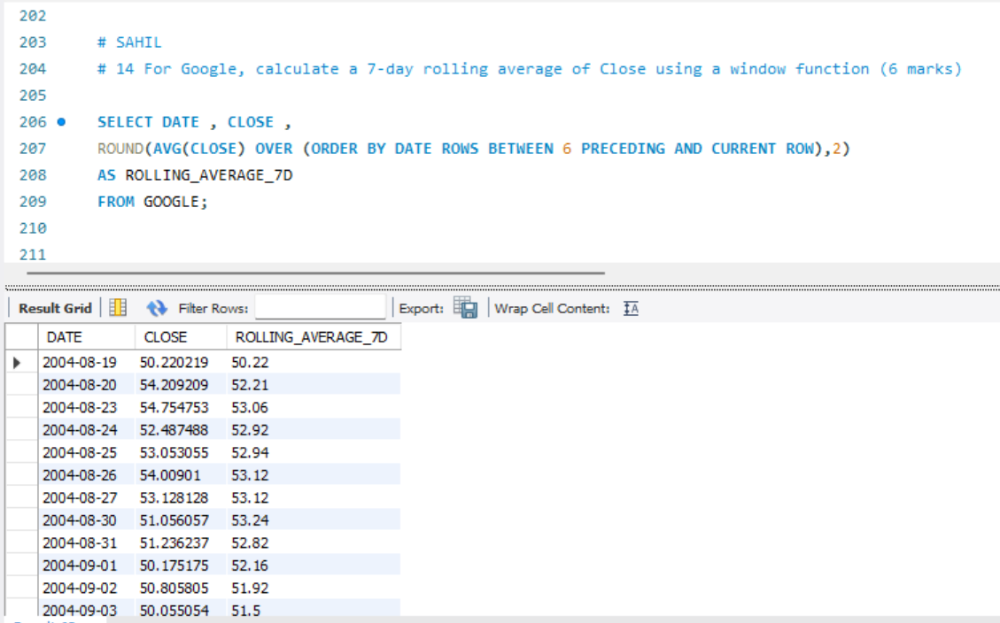 202
203 # SAHIL
204 # 14 For Google, calculate a 7-day rolling average of Close using a window function (6 marks)
205
206 SELECT DATE , CLOSE ,
207 ROUND(AVG(CLOSE) OVER (ORDER BY DATE ROWS BETWEEN 6 PRECEDING AND CURRENT ROW),2)
208 AS ROLLING_AVERAGE_7D
209 FROM GOOGLE;
210
211
Result Grid Filter Rows: Export: Wrap Cell Content: IA
DATE CLOSE ROLLING_AVERAGE_7D
2004-08-19 50.220219 50.22
2004-08-20 54.209209 52.21
2004-08-23 54.754753 53.06
2004-08-24 52.487488 52.92
2004-08-25 53.053055 52.94
2004-08-26 54.00901 53.12
2004-08-27 53.128128 53.12
2004-08-30 51.056057 53.24
2004-08-31 51.236237 52.82
2004-09-01 50.175175 52.16
2004-09-02 50.805805 51.92
2004-09-03 50.055054 51.5